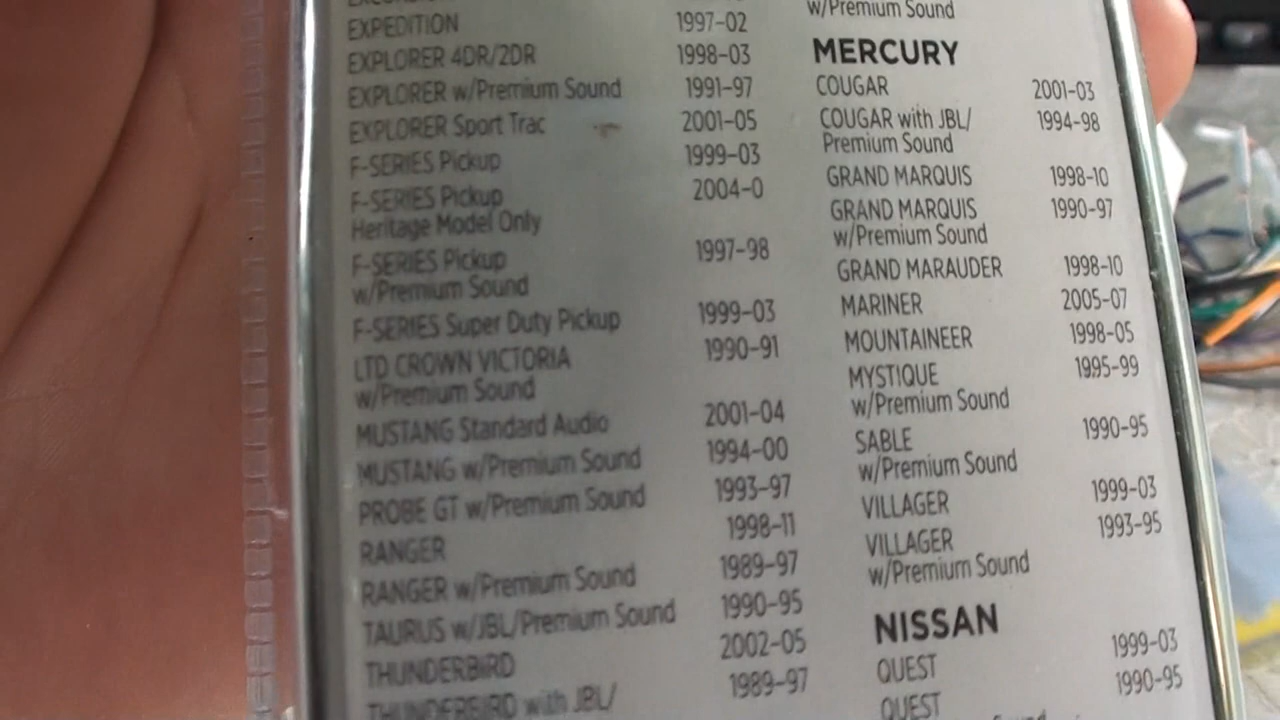 EXPEDITION 1997-02
EXPLORER 4DR/2DR 1998-03
EXPLORER w/Premium Sound 1991-97
EXPLORER Sport Trac 2001-05
F-SERIES Pickup 1999-03
F-SERIES Pickup 2004-0
Heritage Model Only
F-SERIES Pickup 1997-98
w/Premium Sound
F-SERIES Super Duty Pickup 1999-03
LTD CROWN VICTORIA 1990-91
w/Premium Sound
MUSTANG Standard Audio 2001-04
MUSTANG w/Premium Sound 1994-00
PROBE GT w/Premium Sound 1993-97
RANGER 1998-11
RANGER w/Premium Sound 1989-97
TAURUS w/JBL/Premium Sound 1990-95
THUNDERBIRD 2002-05
THUNDERBIRD with JBL/ 1989-97
w/Premium Sound
MERCURY
COUGAR 2001-03
COUGAR with JBL/ 1994-98
Premium Sound
GRAND MARQUIS 1998-10
GRAND MARQUIS 1990-97
w/Premium Sound
GRAND MARAUDER 1998-10
MARINER 2005-07
MOUNTAINEER 1998-05
MYSTIQUE 1995-99
w/Premium Sound
SABLE 1990-95
w/Premium Sound
VILLAGER 1999-03
VILLAGER 1993-95
w/Premium Sound
NISSAN
QUEST 1999-03
QUEST 1990-95